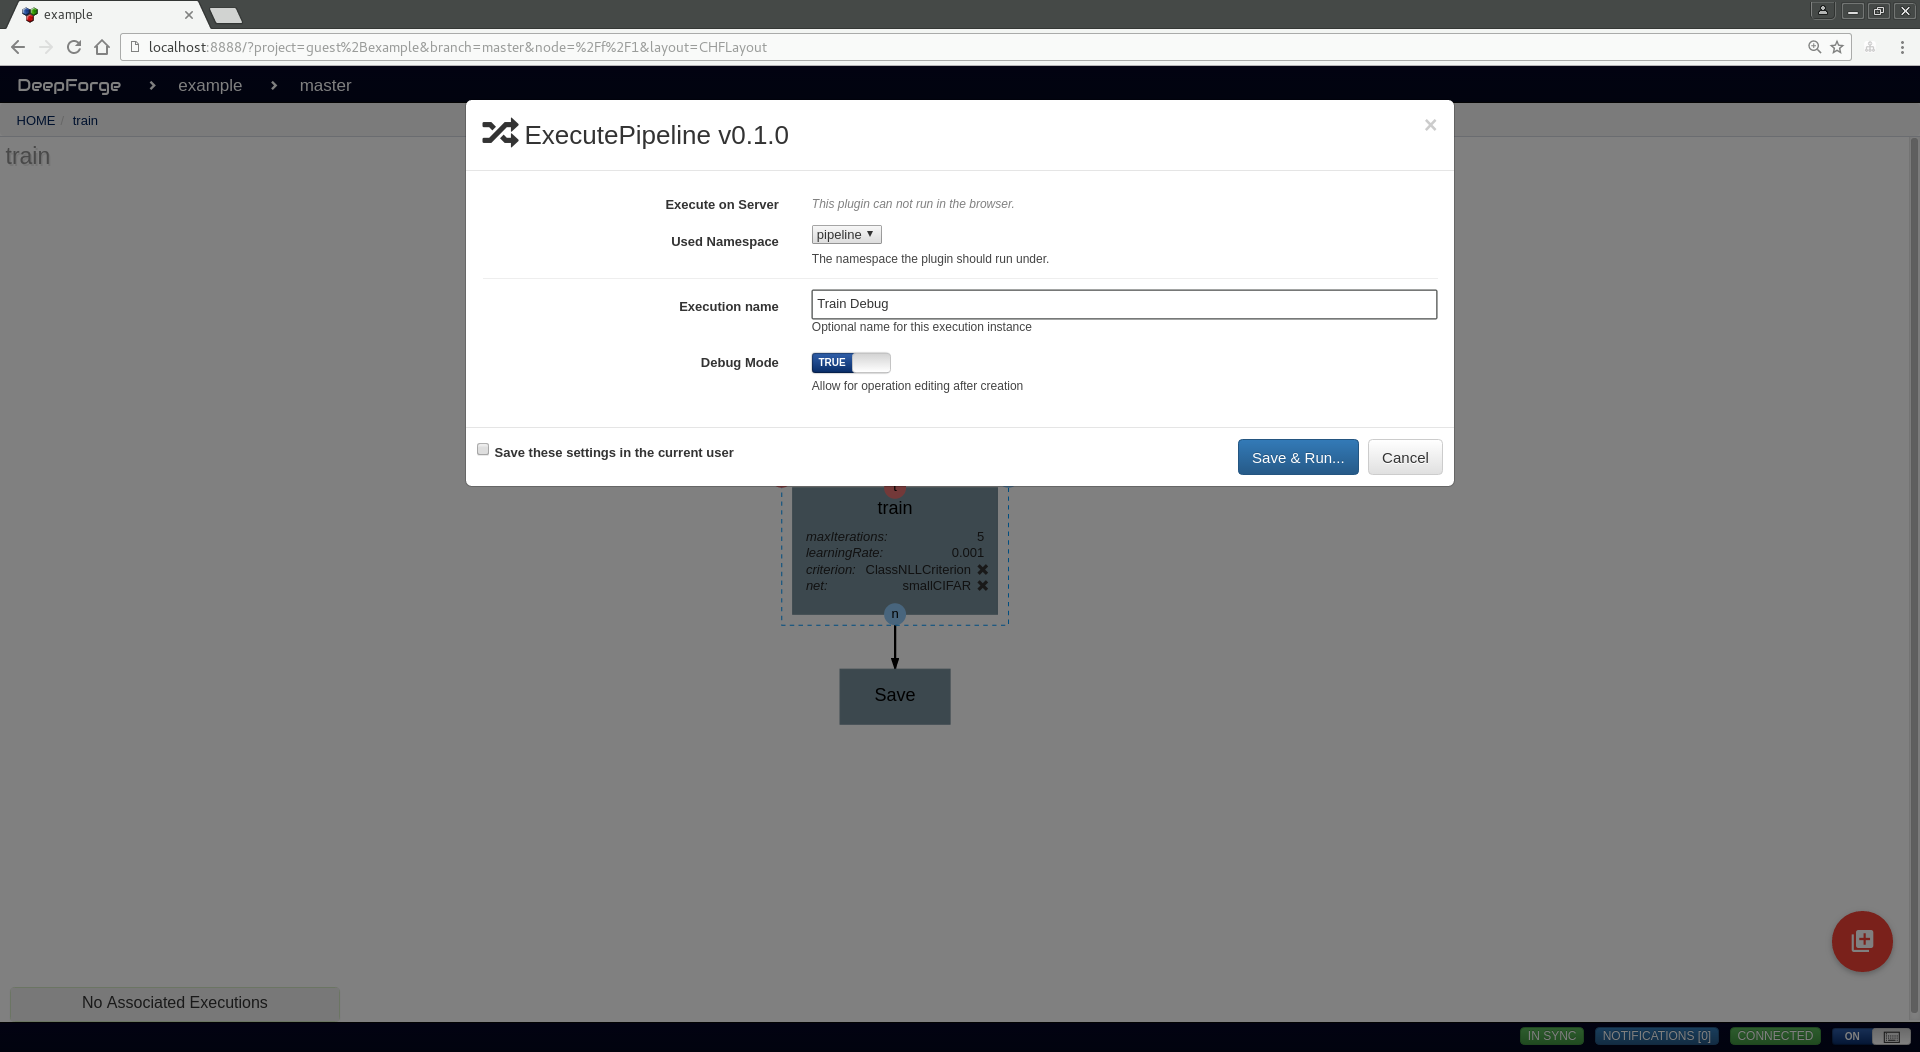 example
localhost:8888/?project=guest%2Bexample&branch=master&node=%2Ff%2F1&layout=CHFLayout
DeepForge example master
HOME / train
train
ExecutePipeline v0.1.0 ×
Execute on Server This plugin can not run in the browser.
Used Namespace pipeline
The namespace the plugin should run under.
Execution name Train Debug
Optional name for this execution instance
Debug Mode TRUE
Allow for operation editing after creation
Save these settings in the current user Save & Run... Cancel
train
maxIterations: 5
learningRate: 0.001
criterion: ClassNLLCriterion
net: smallCIFAR
n
Save
No Associated Executions
IN SYNC NOTIFICATIONS [0] CONNECTED ON